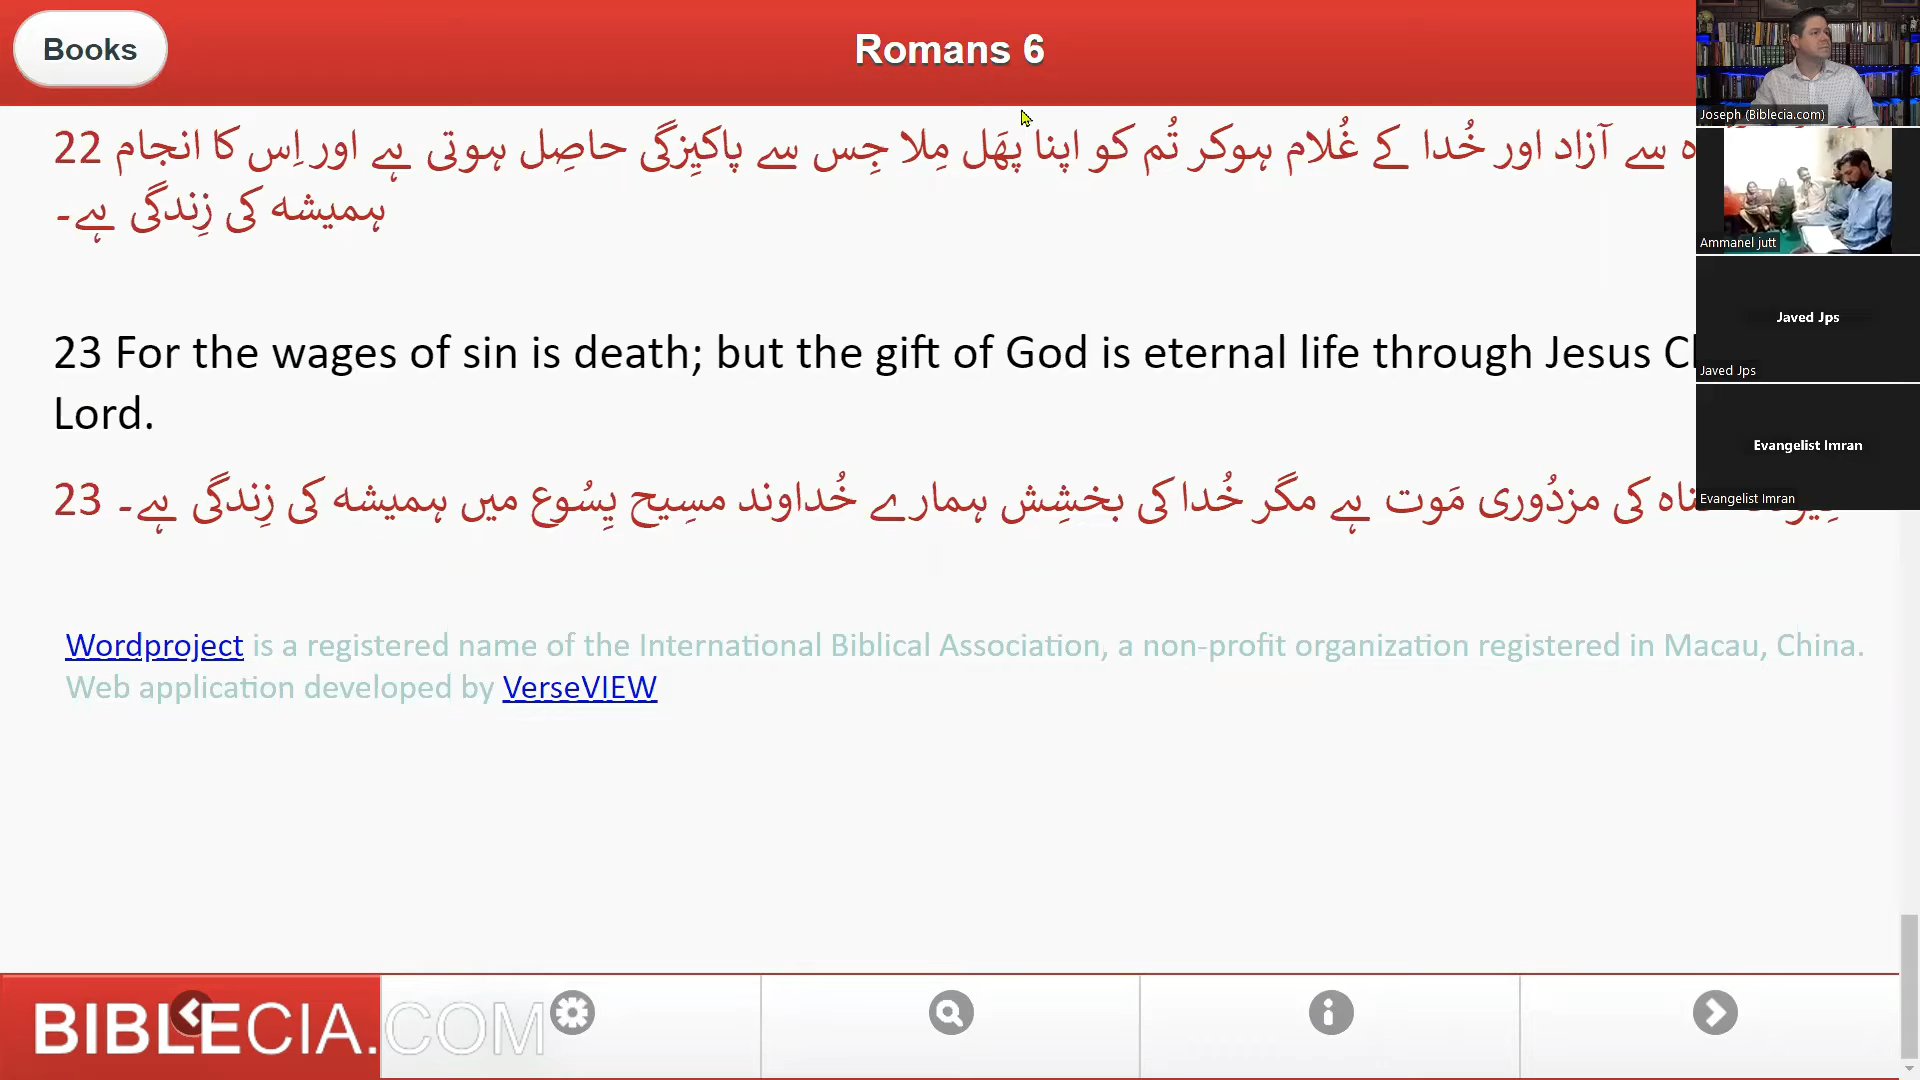 Books
Romans 6
22 سے آزاد اور خُدا کے غُلام ہوکر تُم کو اپنا پھَل مِلا جِس سے پاکِیزگی حاصِل ہوتی ہے اور اِس کا انجام
ہمیشہ کی زِندگی ہے۔
23 For the wages of sin is death; but the gift of God is eternal life through Jesus
Lord.
23 کی مزدُوری مَوت ہے مگر خُدا کی بخشِش ہمارے خُداوند مسِیح یِسُوع میں ہمیشہ کی زِندگی ہے۔
Wordproject is a registered name of the International Biblical Association, a non-profit organization registered in Macau, China.
Web application developed by VerseVIEW
Joseph (Biblecia.com)
Ammanel jutt
Javed Jps
Javed Jps
Evangelist Imran
Evangelist Imran
BIBLECIA.COM